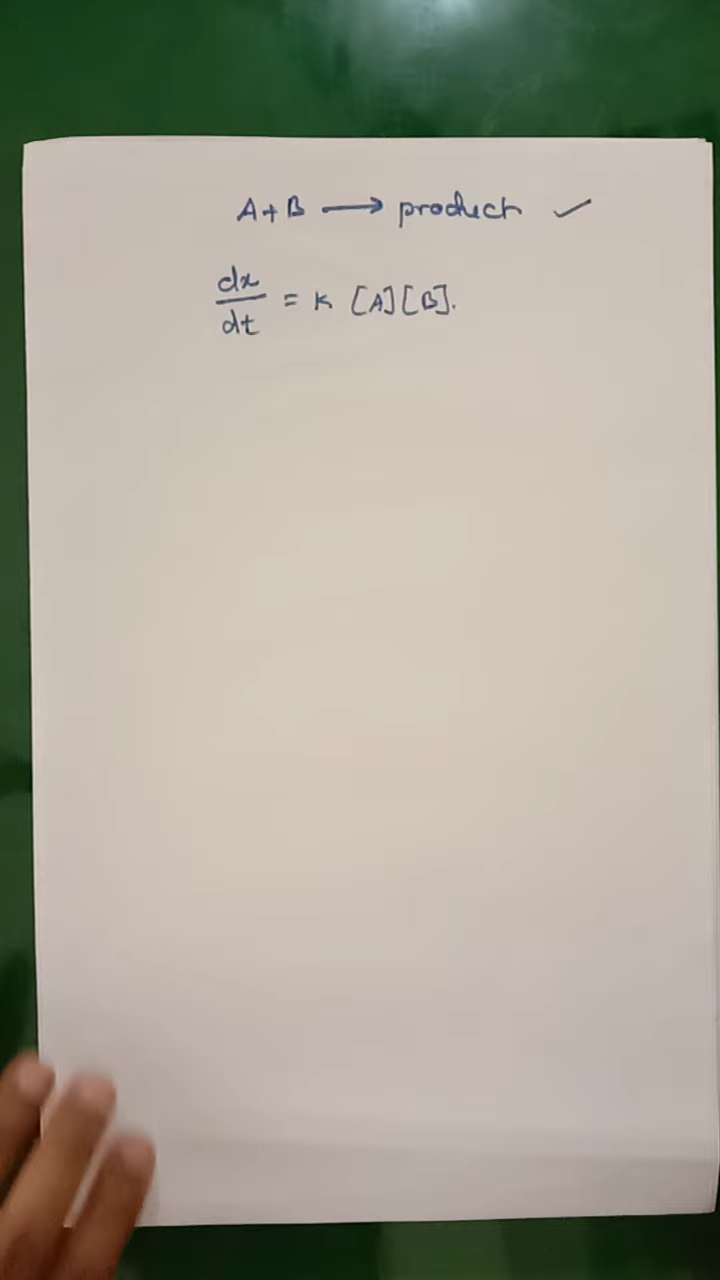 A + B ⟶ product ✓
dx/dt = K [A][B].